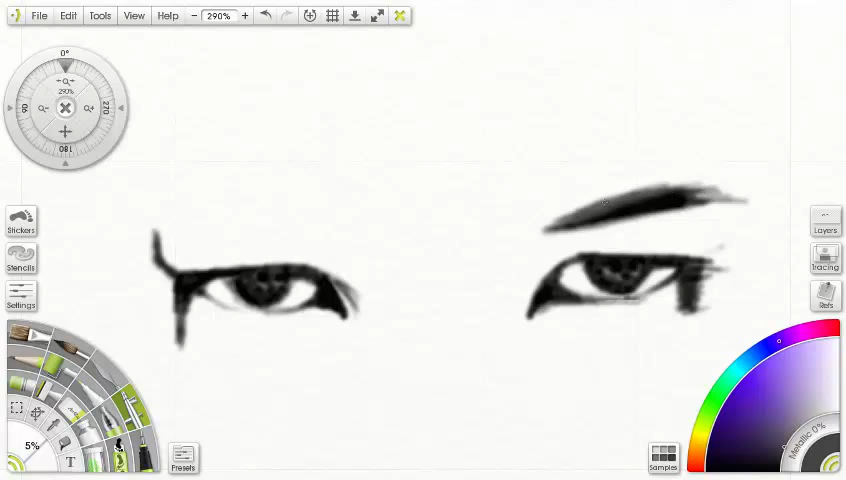 File Edit Tools View Help − 290% +
0°
290%
90
270
180
Stickers
Stencils
Settings
Layers
Tracing
Refs
5%
T
Presets
Samples
Metallic 0%